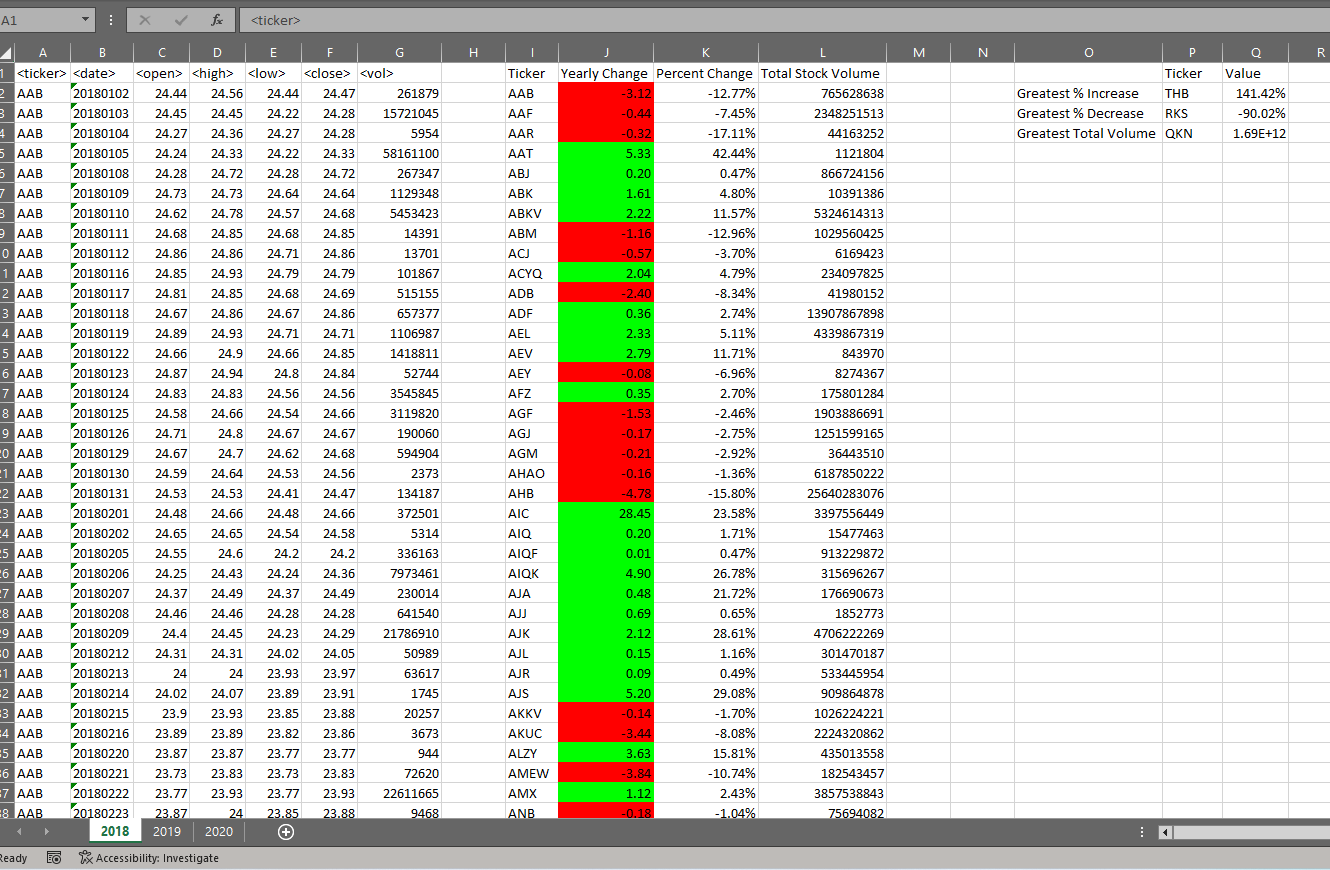 A1 fx <ticker>
A B C D E F G H I J K L M N O P Q R
1 <ticker> <date> <open> <high> <low> <close> <vol> Ticker Yearly Change Percent Change Total Stock Volume Ticker Value
2 AAB 20180102 24.44 24.56 24.44 24.47 261879 AAB -3.12 -12.77% 765628638 Greatest % Increase THB 141.42%
3 AAB 20180103 24.45 24.45 24.22 24.28 15721045 AAF -0.44 -7.45% 2348251513 Greatest % Decrease RKS -90.02%
4 AAB 20180104 24.27 24.36 24.27 24.28 5954 AAR -0.32 -17.11% 44163252 Greatest Total Volume QKN 1.69E+12
5 AAB 20180105 24.24 24.33 24.22 24.33 58161100 AAT 5.33 42.44% 1121804
6 AAB 20180108 24.28 24.72 24.28 24.72 267347 ABJ 0.20 0.47% 866724156
7 AAB 20180109 24.73 24.73 24.64 24.64 1129348 ABK 1.61 4.80% 10391386
8 AAB 20180110 24.62 24.78 24.57 24.68 5453423 ABKV 2.22 11.57% 5324614313
9 AAB 20180111 24.68 24.85 24.68 24.85 14391 ABM -1.16 -12.96% 1029560425
0 AAB 20180112 24.86 24.86 24.71 24.86 13701 ACJ -0.57 -3.70% 6169423
1 AAB 20180116 24.85 24.93 24.79 24.79 101867 ACYQ 2.04 4.79% 234097825
2 AAB 20180117 24.81 24.85 24.68 24.69 515155 ADB -2.40 -8.34% 41980152
3 AAB 20180118 24.67 24.86 24.67 24.86 657377 ADF 0.36 2.74% 13907867898
4 AAB 20180119 24.89 24.93 24.71 24.71 1106987 AEL 2.33 5.11% 4339867319
5 AAB 20180122 24.66 24.9 24.66 24.85 1418811 AEV 2.79 11.71% 843970
6 AAB 20180123 24.87 24.94 24.8 24.84 52744 AEY -0.08 -6.96% 8274367
7 AAB 20180124 24.83 24.83 24.56 24.56 3545845 AFZ 0.35 2.70% 175801284
8 AAB 20180125 24.58 24.66 24.54 24.66 3119820 AGF -1.53 -2.46% 1903886691
9 AAB 20180126 24.71 24.8 24.67 24.67 190060 AGJ -0.17 -2.75% 1251599165
20 AAB 20180129 24.67 24.7 24.62 24.68 594904 AGM -0.21 -2.92% 36443510
21 AAB 20180130 24.59 24.64 24.53 24.56 2373 AHAO -0.16 -1.36% 6187850222
22 AAB 20180131 24.53 24.53 24.41 24.47 134187 AHB -4.78 -15.80% 25640283076
23 AAB 20180201 24.48 24.66 24.48 24.66 372501 AIC 28.45 23.58% 3397556449
24 AAB 20180202 24.65 24.65 24.54 24.58 5314 AIQ 0.20 1.71% 15477463
25 AAB 20180205 24.55 24.6 24.2 24.2 336163 AIQF 0.01 0.47% 913229872
26 AAB 20180206 24.25 24.43 24.24 24.36 7973461 AIQK 4.90 26.78% 315696267
27 AAB 20180207 24.37 24.49 24.37 24.49 230014 AJA 0.48 21.72% 176690673
28 AAB 20180208 24.46 24.46 24.28 24.28 641540 AJJ 0.69 0.65% 1852773
29 AAB 20180209 24.4 24.45 24.23 24.29 21786910 AJK 2.12 28.61% 4706222269
30 AAB 20180212 24.31 24.31 24.02 24.05 50989 AJL 0.15 1.16% 301470187
31 AAB 20180213 24 24 23.93 23.97 63617 AJR 0.09 0.49% 533445954
32 AAB 20180214 24.02 24.07 23.89 23.91 1745 AJS 5.20 29.08% 909864878
33 AAB 20180215 23.9 23.93 23.85 23.88 20257 AKKV -0.14 -1.70% 1026224221
34 AAB 20180216 23.89 23.89 23.82 23.86 3673 AKUC -3.44 -8.08% 2224320862
35 AAB 20180220 23.87 23.87 23.77 23.77 944 ALZY 3.63 15.81% 435013558
36 AAB 20180221 23.73 23.83 23.73 23.83 72620 AMEW -3.84 -10.74% 182543457
37 AAB 20180222 23.77 23.93 23.77 23.93 22611665 AMX 1.12 2.43% 3857538843
38 AAB 20180223 23.87 24 23.85 23.88 9468 ANB -0.18 -1.04% 75694082
2018 2019 2020
Ready Accessibility: Investigate